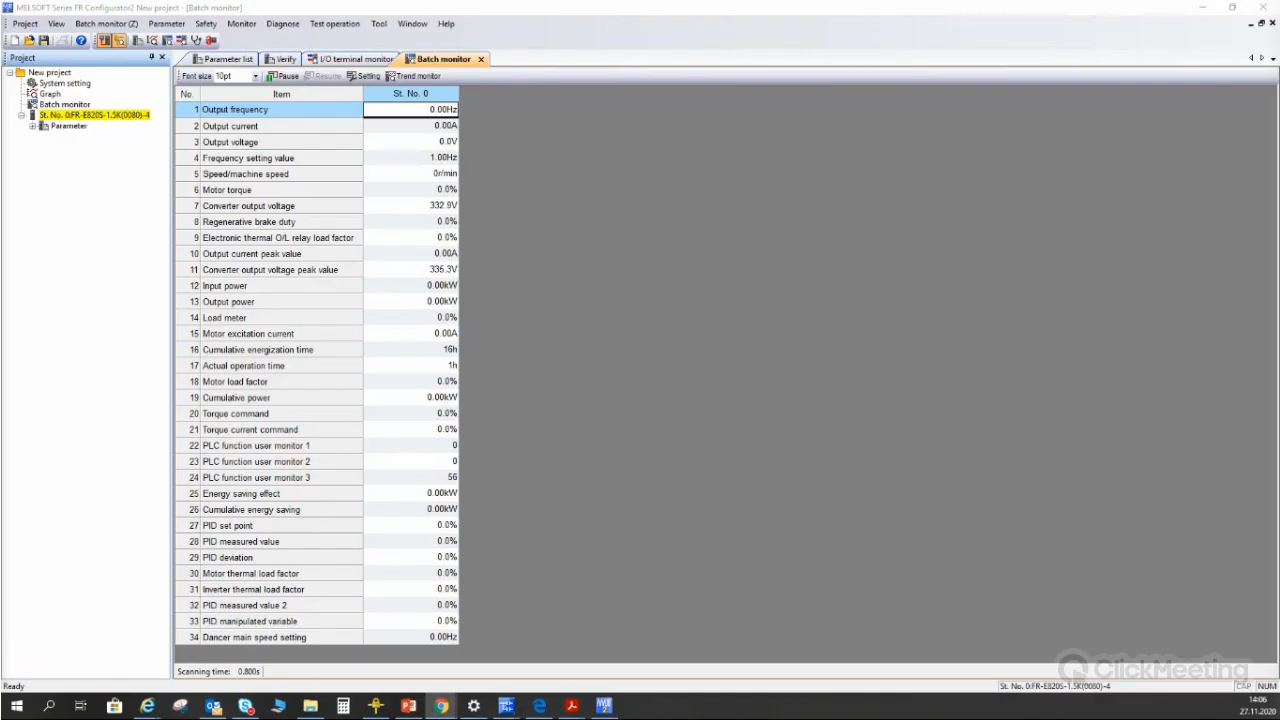 MELSOFT Series FR Configurator2 New project - [Batch monitor]
Project View Batch monitor (Z) Parameter Safety Monitor Diagnose Test operation Tool Window Help
Project
New project
System setting
Graph
Batch monitor
St. No. 0:FR-E820S-1.5K(0080)-4
Parameter
Parameter list Verify I/O terminal monitor Batch monitor
Font size 10pt Pause Resume Setting Trend monitor
No. Item St. No. 0
1 Output frequency 0.00Hz
2 Output current 0.00A
3 Output voltage 0.0V
4 Frequency setting value 1.00Hz
5 Speed/machine speed 0r/min
6 Motor torque 0.0%
7 Converter output voltage 332.9V
8 Regenerative brake duty 0.0%
9 Electronic thermal O/L relay load factor 0.0%
10 Output current peak value 0.00A
11 Converter output voltage peak value 335.3V
12 Input power 0.00kW
13 Output power 0.00kW
14 Load meter 0.0%
15 Motor excitation current 0.00A
16 Cumulative energization time 16h
17 Actual operation time 1h
18 Motor load factor 0.0%
19 Cumulative power 0.00kW
20 Torque command 0.0%
21 Torque current command 0.0%
22 PLC function user monitor 1 0
23 PLC function user monitor 2 0
24 PLC function user monitor 3 56
25 Energy saving effect 0.00kW
26 Cumulative energy saving 0.00kW
27 PID set point 0.0%
28 PID measured value 0.0%
29 PID deviation 0.0%
30 Motor thermal load factor 0.0%
31 Inverter thermal load factor 0.0%
32 PID measured value 2 0.0%
33 PID manipulated variable 0.0%
34 Dancer main speed setting 0.00Hz
Scanning time: 0.800s
ClickMeeting
Ready St. No. 0:FR-E820S-1.5K(0080)-4 CAP NUM
14:06
27.11.2020